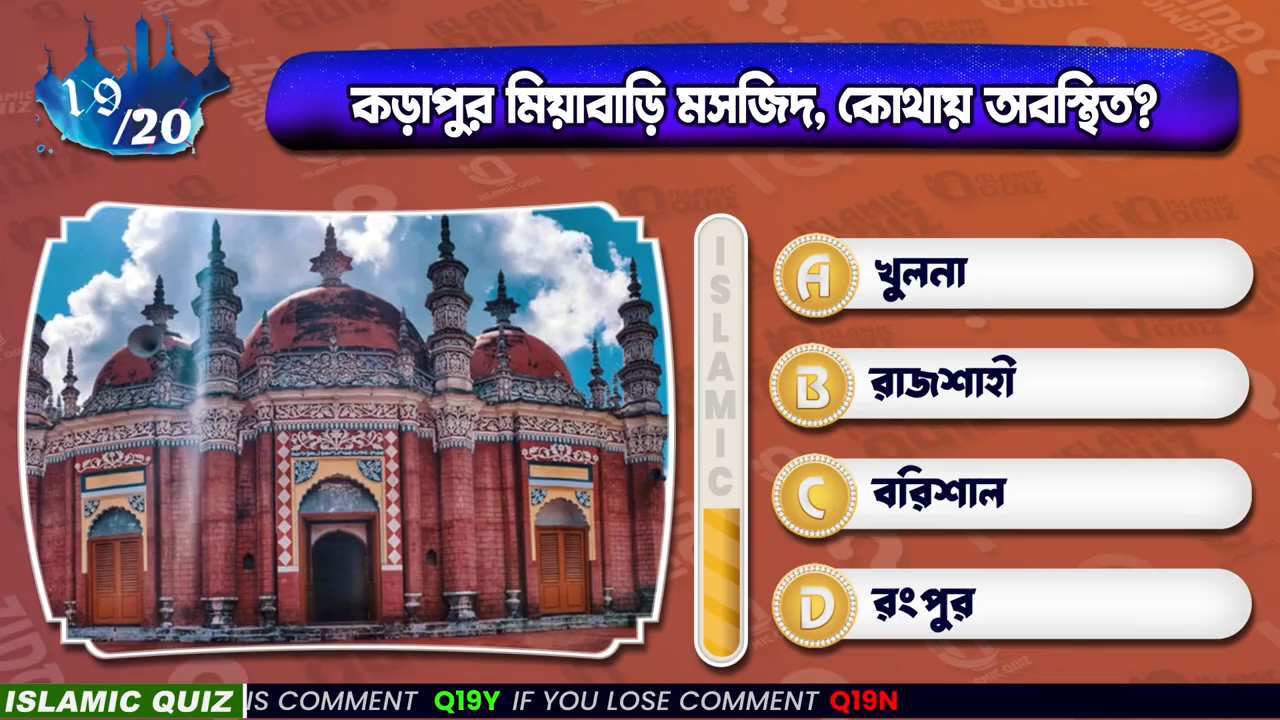 19/20
কড়াপুর মিয়াবাড়ি মসজিদ, কোথায় অবস্থিত?
ISLAMIC
A খুলনা
B রাজশাহী
C বরিশাল
D রংপুর
ISLAMIC QUIZ IS COMMENT Q19Y IF YOU LOSE COMMENT Q19N